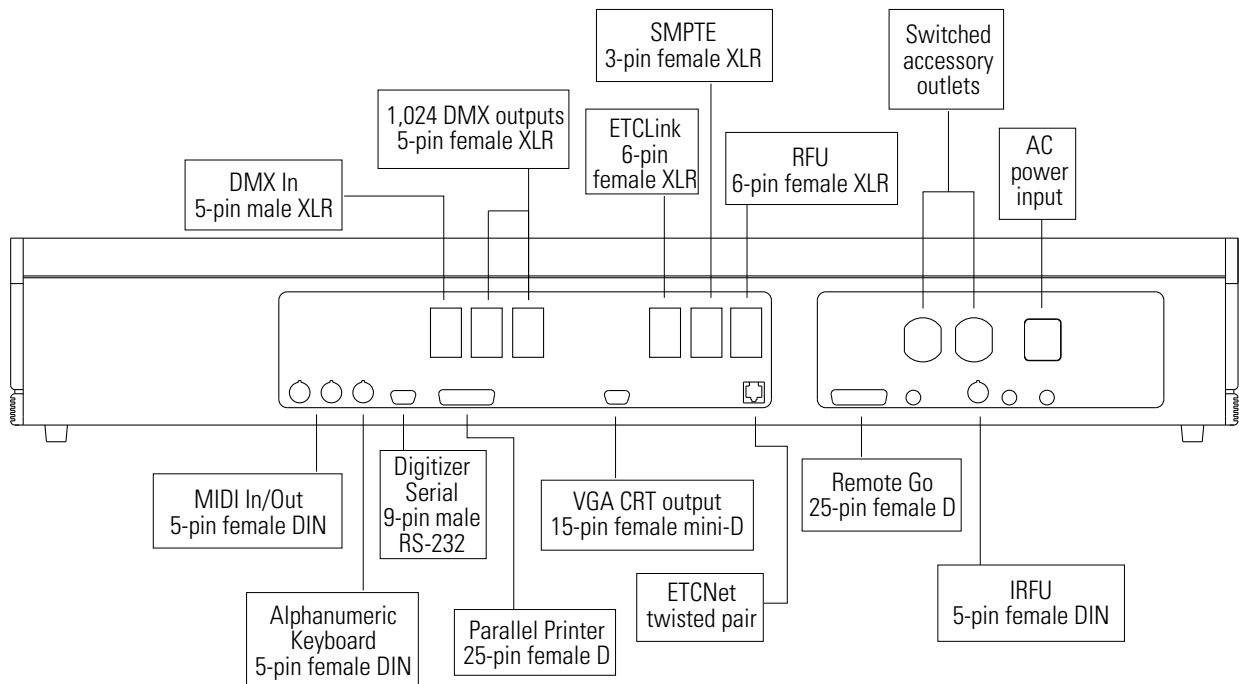 SMPTE
3-pin female XLR
Switched
accessory
outlets
1,024 DMX outputs
5-pin female XLR
ETCLink
6-pin
female XLR
RFU
6-pin female XLR
AC
power
input
DMX In
5-pin male XLR
MIDI In/Out
5-pin female DIN
Digitizer
Serial
9-pin male
RS-232
VGA CRT output
15-pin female mini-D
Remote Go
25-pin female D
Alphanumeric
Keyboard
5-pin female DIN
Parallel Printer
25-pin female D
ETCNet
twisted pair
IRFU
5-pin female DIN